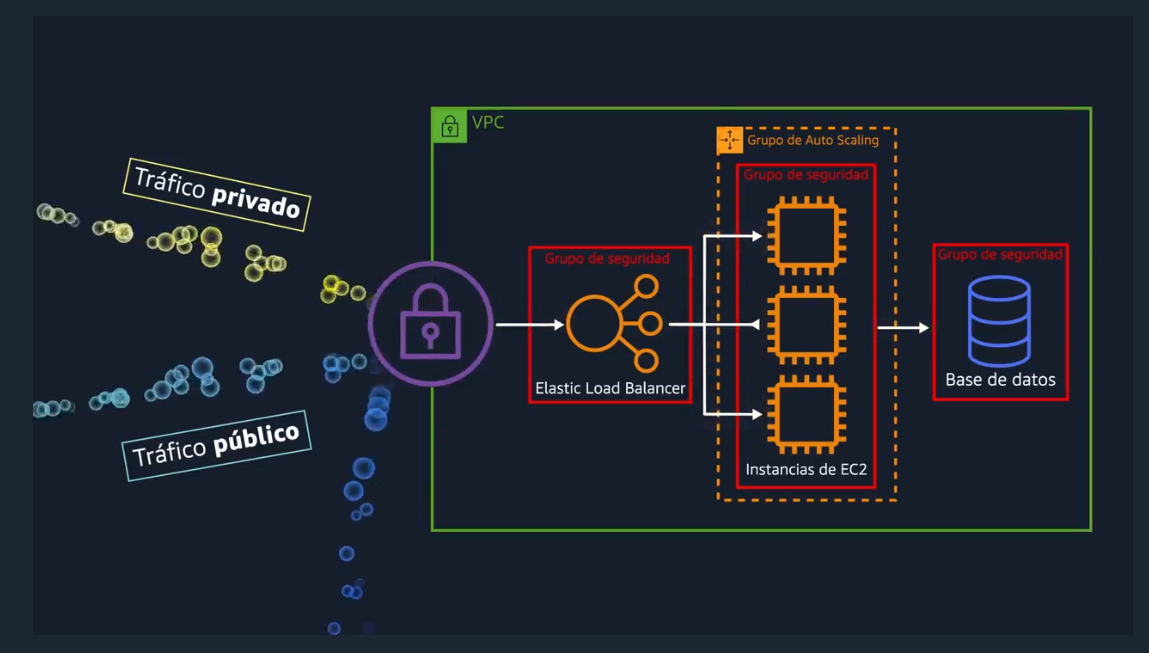 VPC
Grupo de Auto Scaling
Tráfico privado
Grupo de seguridad
Grupo de seguridad
Grupo de seguridad
Elastic Load Balancer
Base de datos
Tráfico público
Instancias de EC2